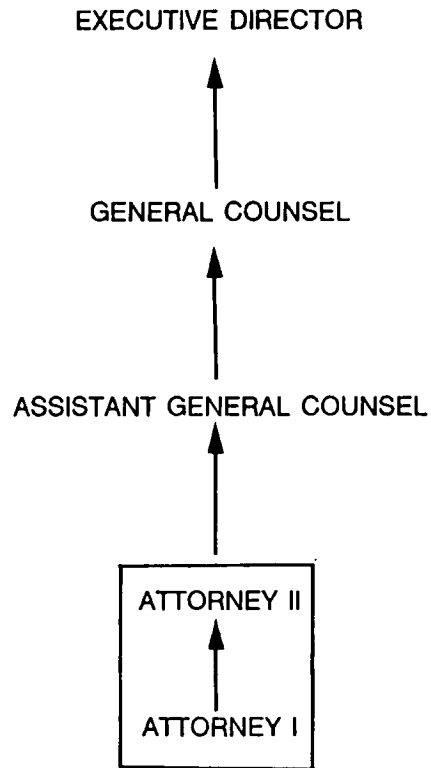 EXECUTIVE DIRECTOR
GENERAL COUNSEL
ASSISTANT GENERAL COUNSEL
ATTORNEY II
ATTORNEY I